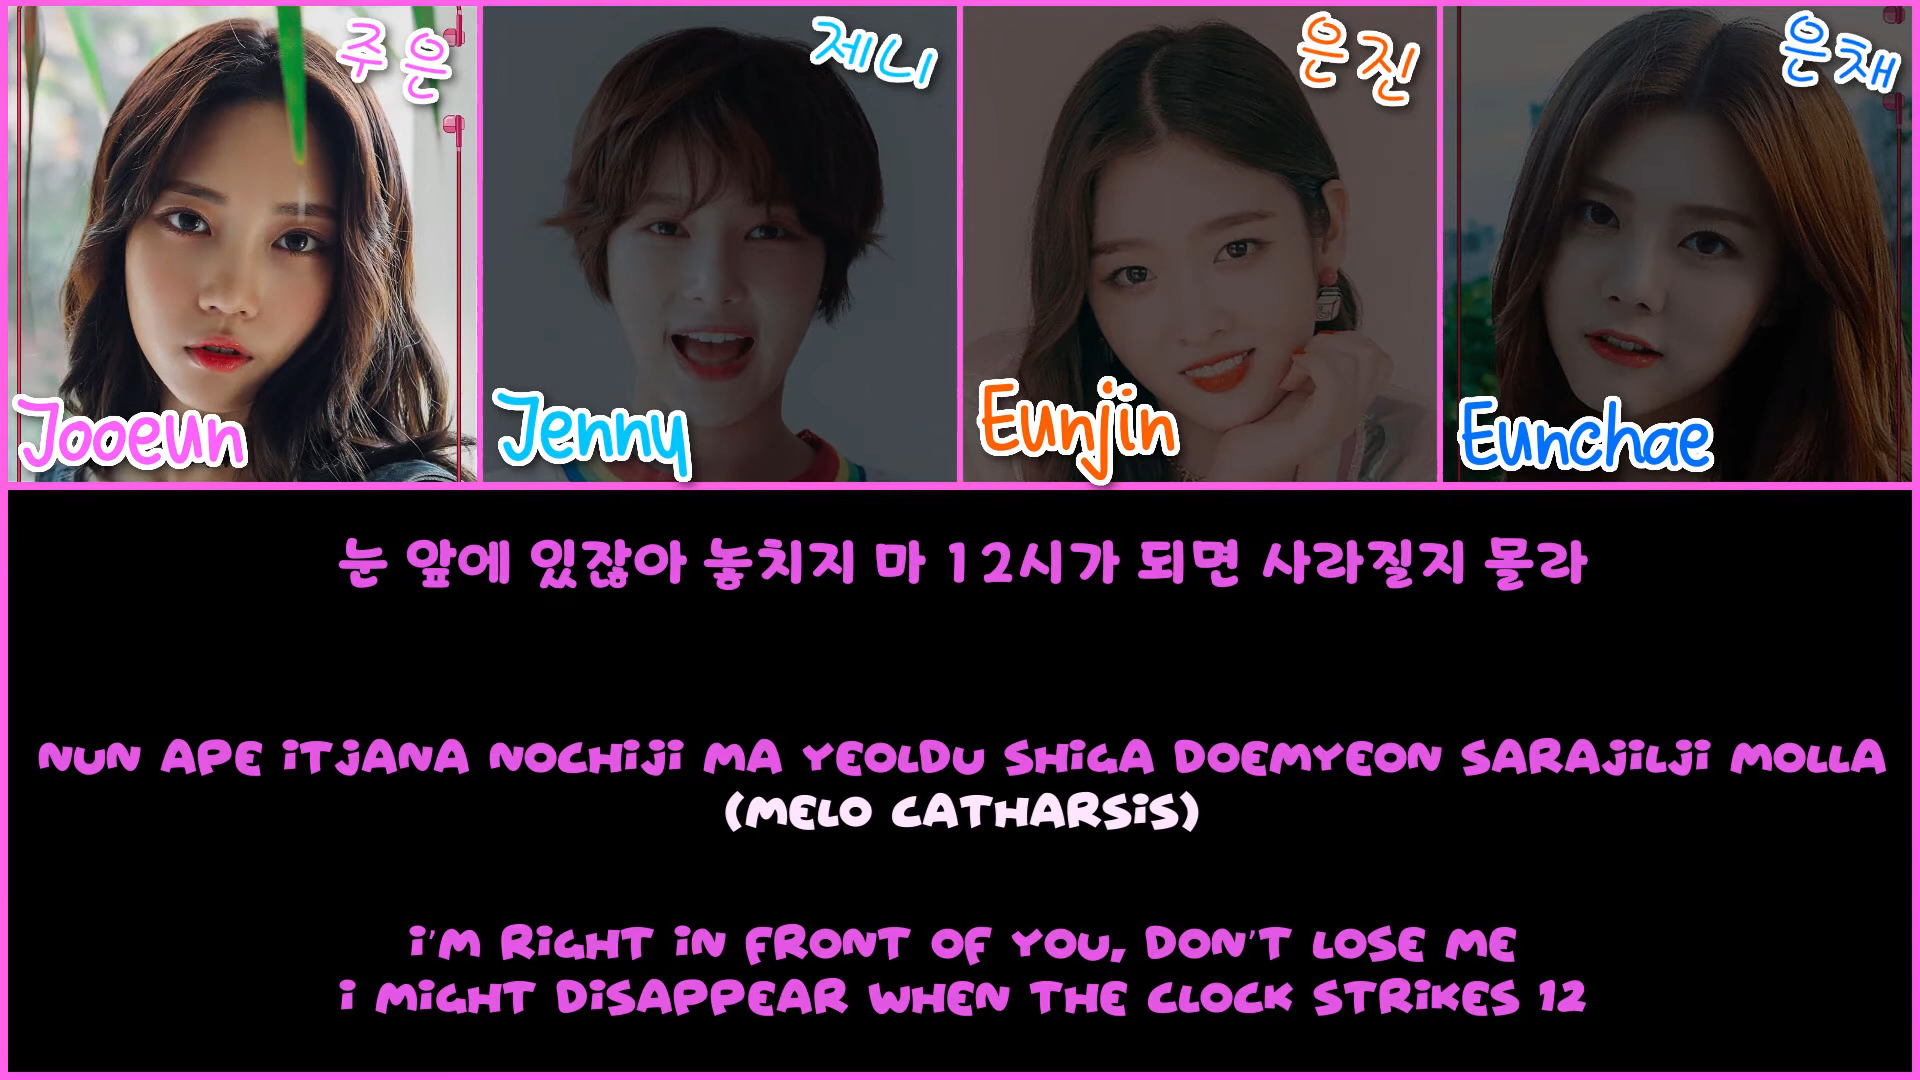 주은
제니
은진
은채
Jooeun
Jenny
Eunjin
Eunchae
눈 앞에 있잖아 놓치지 마 12시가 되면 사라질지 몰라
NUN APE ITJANA NOCHIJI MA YEOLDU SHIGA DOEMYEON SARAJILJI MOLLA
(MELO CATHARSIS)
I'M RIGHT IN FRONT OF YOU, DON'T LOSE ME
I MIGHT DISAPPEAR WHEN THE CLOCK STRIKES 12